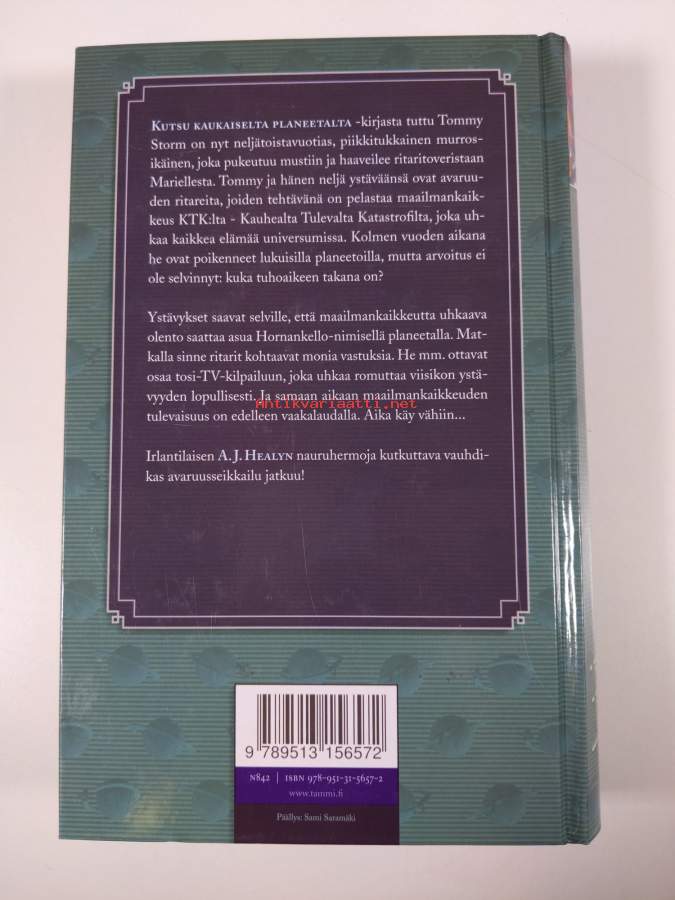 KUTSU KAUKAISELTA PLANEETALTA -kirjasta tuttu Tommy
Storm on nyt neljätoistavuotias, piikkitukkainen murros-
ikäinen, joka pukeutuu mustiin ja haaveilee ritaritoveristaan
Mariellesta. Tommy ja hänen neljä ystäväänsä ovat avaruu-
den ritareita, joiden tehtävänä on pelastaa maailmankaik-
keus KTK:lta - Kauhealta Tulevalta Katastrofilta, joka uh-
kaa kaikkea elämää universumissa. Kolmen vuoden aikana
he ovat poikenneet lukuisilla planeetoilla, mutta arvoitus ei
ole selvinnyt: kuka tuhoaikeen takana on?
Ystävykset saavat selville, että maailmankaikkeutta uhkaava
olento saattaa asua Hornankello-nimisellä planeetalla. Mat-
kalla sinne ritarit kohtaavat monia vastuksia. He mm. ottavat
osaa tosi-TV-kilpailuun, joka uhkaa romuttaa viisikon ystä-
vyyden lopullisesti. Ja samaan aikaan maailmankaikkeuden
Antikvariaatti.net
tulevaisuus on edelleen vaakalaudalla. Aika käy vähiin...
Irlantilaisen A.J. HEALYN nauruhermoja kutkuttava vauhdi-
kas avaruusseikkailu jatkuu!
9 789513 156572
N842 | ISBN 978-951-31-5657-2
www.tammi.fi
Päällys: Sami Saramäki